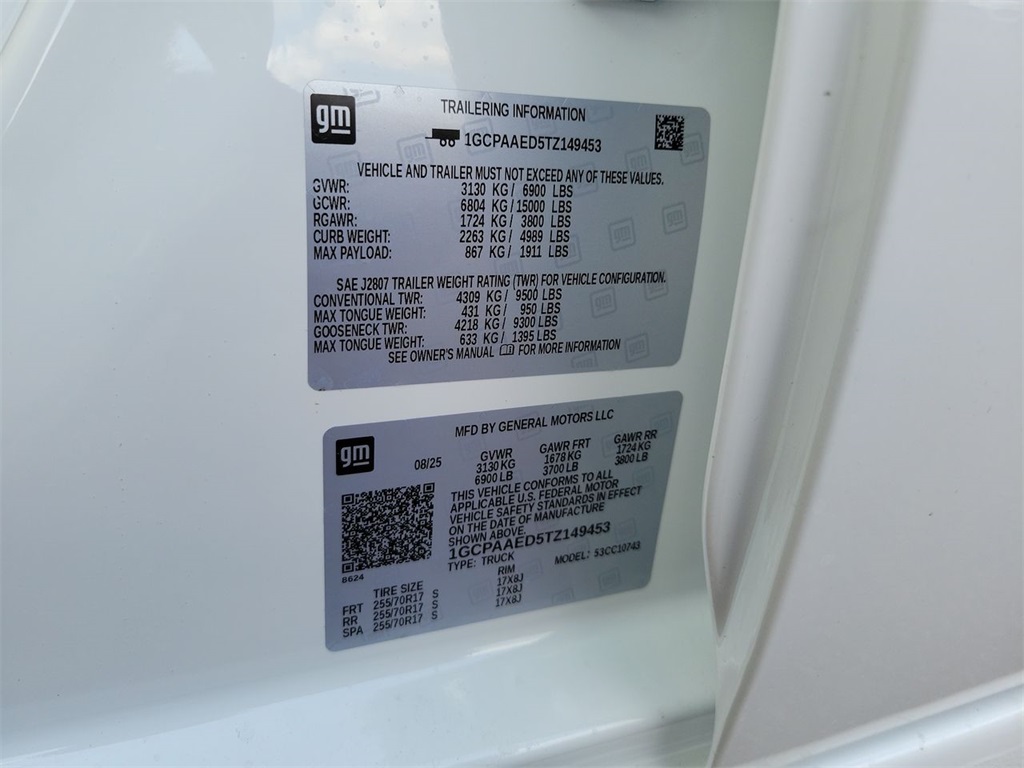 gm
TRAILERING INFORMATION
1GCPAAED5TZ149453
VEHICLE AND TRAILER MUST NOT EXCEED ANY OF THESE VALUES.
GVWR: 3130 KG / 6900 LBS
GCWR: 6804 KG / 15000 LBS
RGAWR: 1724 KG / 3800 LBS
CURB WEIGHT: 2263 KG / 4989 LBS
MAX PAYLOAD: 867 KG / 1911 LBS
SAE J2807 TRAILER WEIGHT RATING (TWR) FOR VEHICLE CONFIGURATION.
CONVENTIONAL TWR: 4309 KG / 9500 LBS
MAX TONGUE WEIGHT: 431 KG / 950 LBS
GOOSENECK TWR: 4218 KG / 9300 LBS
MAX TONGUE WEIGHT: 633 KG / 1395 LBS
SEE OWNER'S MANUAL FOR MORE INFORMATION
gm
MFD BY GENERAL MOTORS LLC
08/25
GVWR GAWR FRT GAWR RR
3130 KG 1678 KG 1724 KG
6900 LB 3700 LB 3800 LB
THIS VEHICLE CONFORMS TO ALL
APPLICABLE U.S. FEDERAL MOTOR
VEHICLE SAFETY STANDARDS IN EFFECT
ON THE DATE OF MANUFACTURE
SHOWN ABOVE.
1GCPAAED5TZ149453
TYPE: TRUCK MODEL: 53CC10743
8624
TIRE SIZE RIM
FRT 255/70R17 S 17X8J
RR 255/70R17 S 17X8J
SPA 255/70R17 S 17X8J